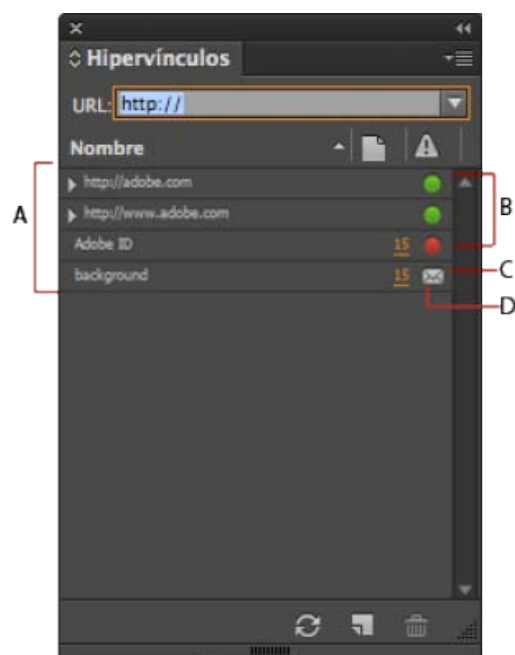 Hipervínculos
URL: http://
Nombre
http://adobe.com
http://www.adobe.com
Adobe ID 15
background 15
A
B
C
D